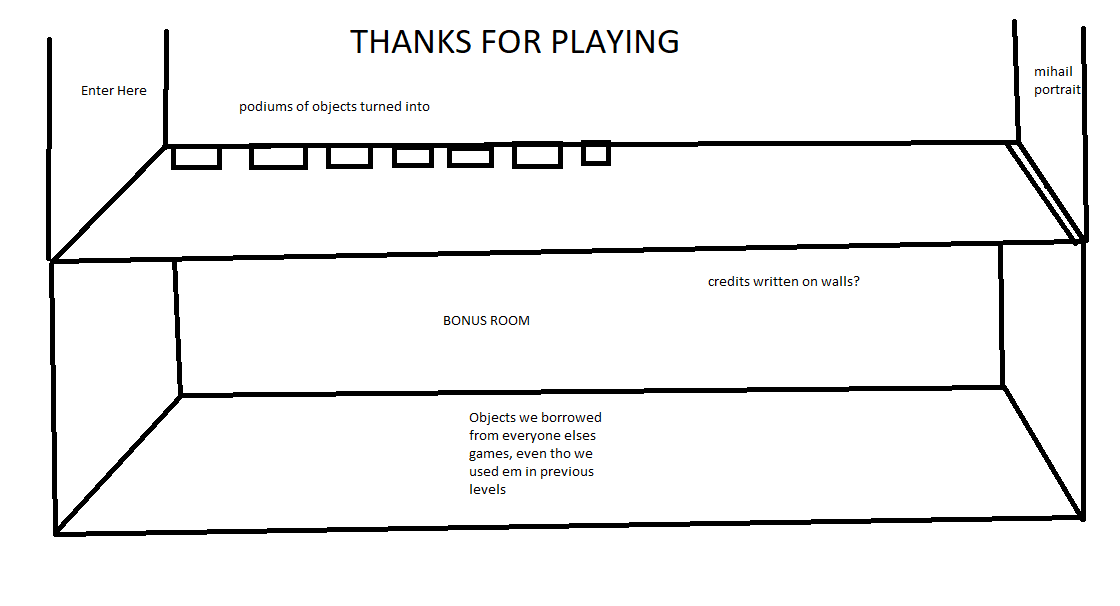 THANKS FOR PLAYING
Enter Here
mihail
portrait
podiums of objects turned into
credits written on walls?
BONUS ROOM
Objects we borrowed
from everyone elses
games, even tho we
used em in previous
levels